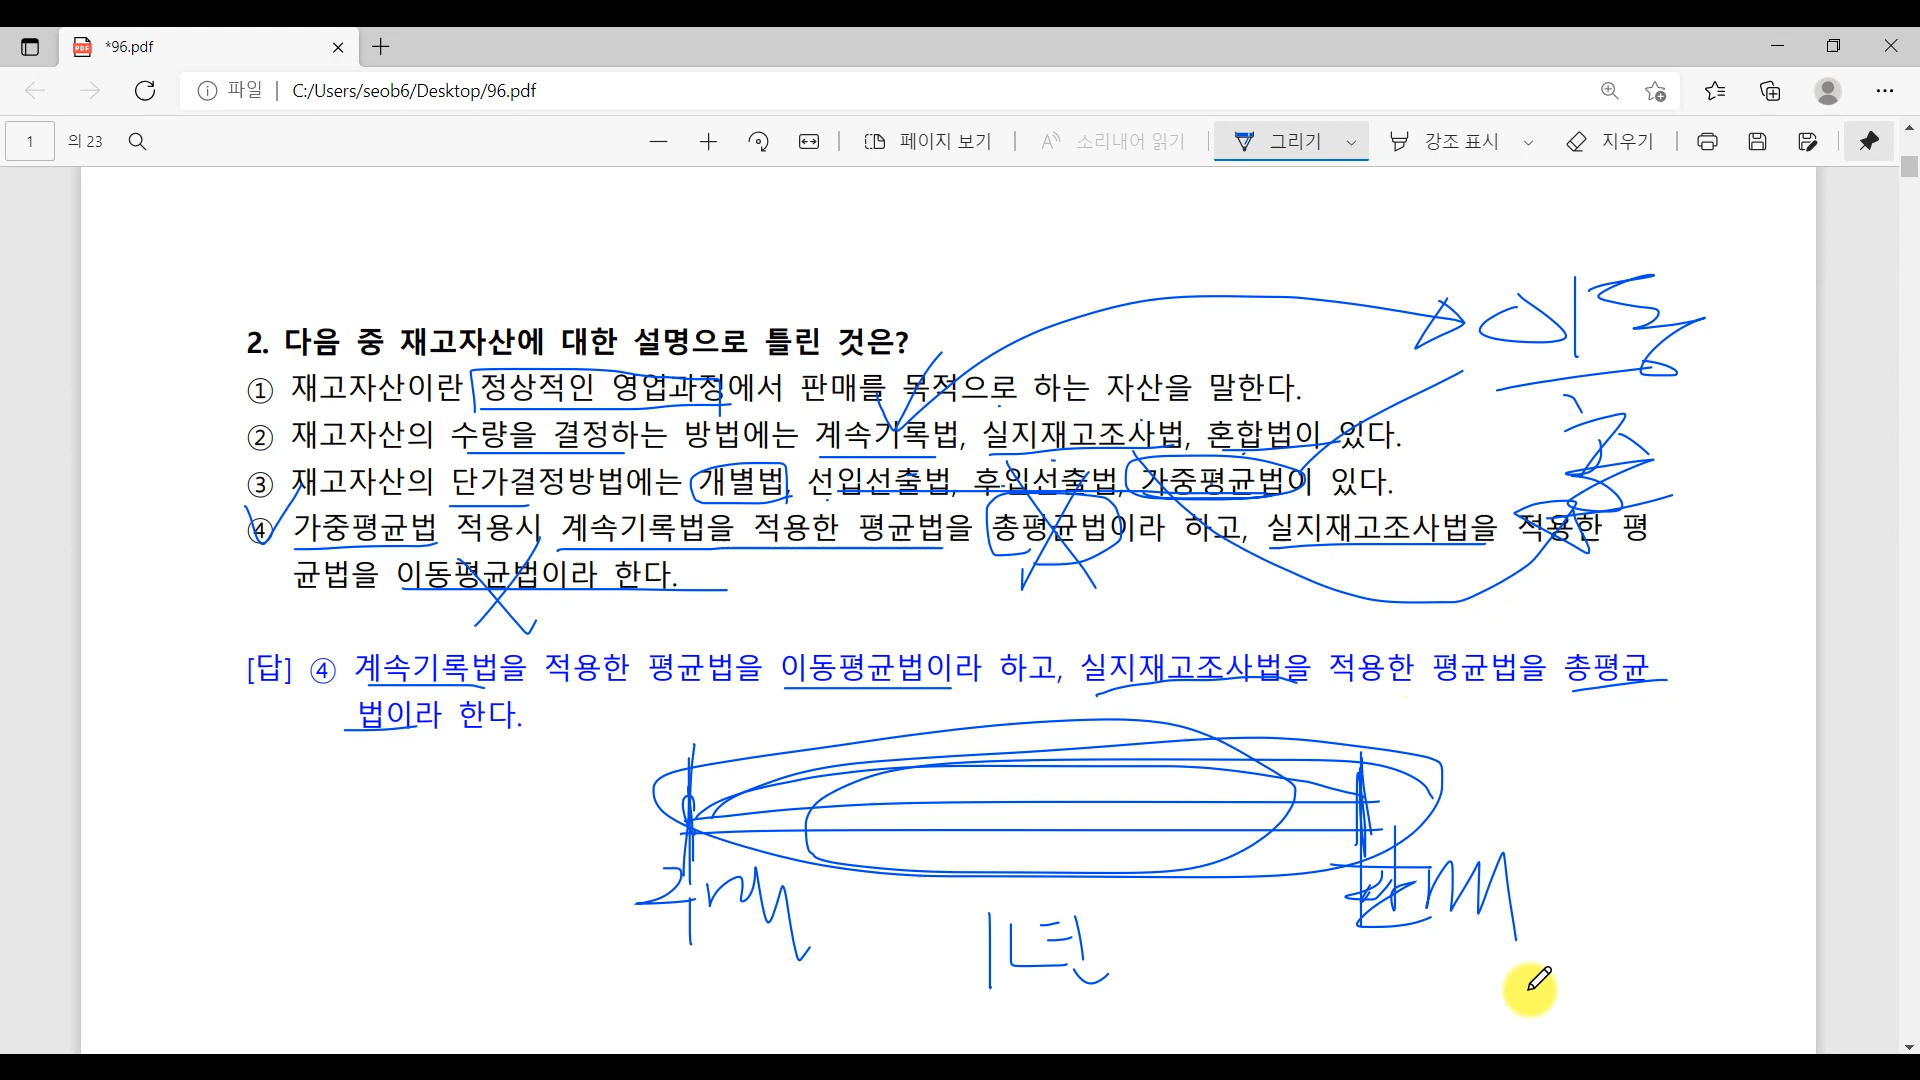 *96.pdf
파일 | C:/Users/seob6/Desktop/96.pdf
1 의 23 페이지 보기 소리내어 읽기 그리기 강조 표시 지우기
2. 다음 중 재고자산에 대한 설명으로 틀린 것은?
① 재고자산이란 정상적인 영업과정에서 판매를 목적으로 하는 자산을 말한다.
② 재고자산의 수량을 결정하는 방법에는 계속기록법, 실지재고조사법, 혼합법이 있다.
③ 재고자산의 단가결정방법에는 개별법, 선입선출법, 후입선출법, 가중평균법이 있다.
④ 가중평균법 적용시 계속기록법을 적용한 평균법을 총평균법이라 하고, 실지재고조사법을 적용한 평
균법을 이동평균법이라 한다.
[답] ④ 계속기록법을 적용한 평균법을 이동평균법이라 하고, 실지재고조사법을 적용한 평균법을 총평균
법이라 한다.
이동
총
1년